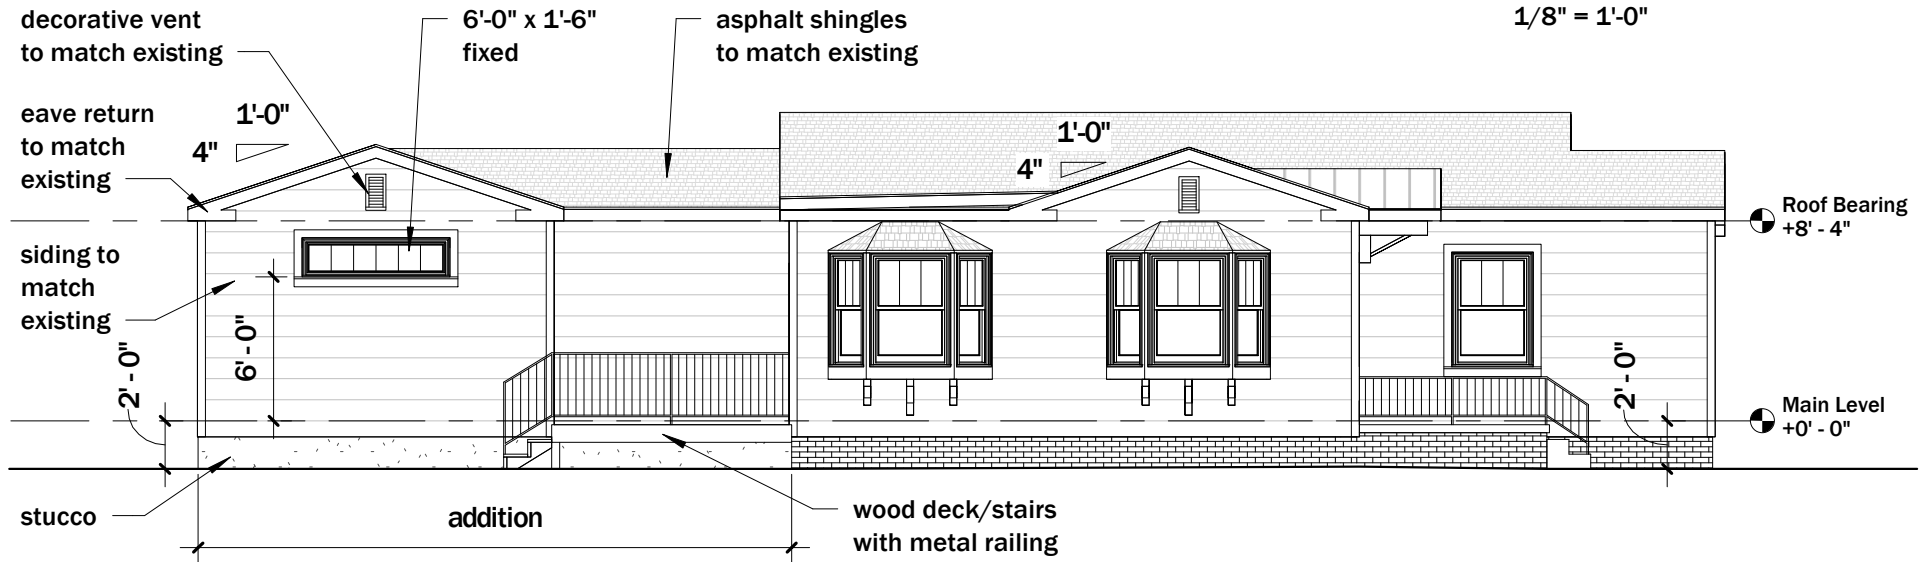 decorative vent
to match existing
6'-0" x 1'-6"
fixed
asphalt shingles
to match existing
1/8" = 1'-0"
eave return
to match
existing
1'-0"
4"
1'-0"
4"
Roof Bearing
+8' - 4"
siding to
match
existing
6' - 0"
2' - 0"
2' - 0"
Main Level
+0' - 0"
stucco
addition
wood deck/stairs
with metal railing